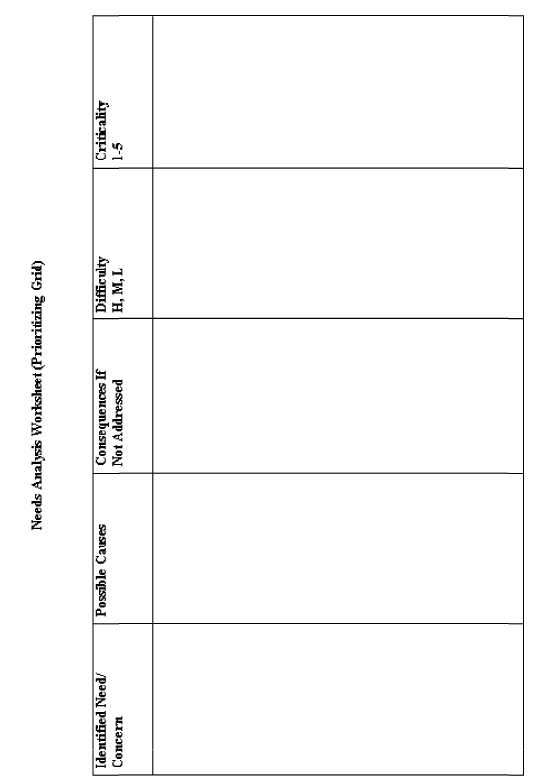 Needs Analysis Worksheet (Prioritizing Grid)
Identified Need/
Concern
Possible Causes
Consequences If
Not Addressed
Difficulty
H, M, L
Criticality
1-5